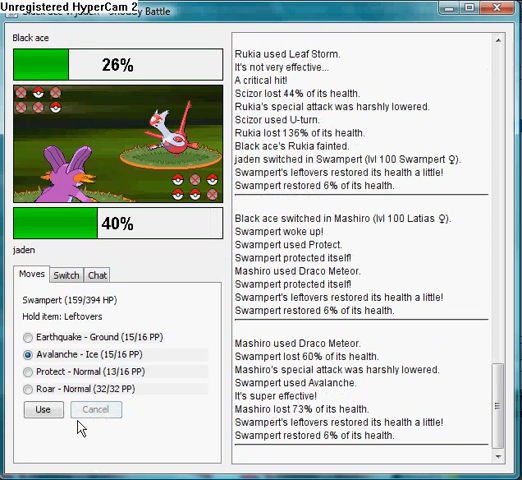 Unregistered HyperCam 2
Battle
Black ace
26%
40%
jaden
Moves
Switch
Chat
Swampert (159/394 HP)
Hold item: Leftovers
Earthquake - Ground (15/16 PP)
Avalanche - Ice (15/16 PP)
Protect - Normal (13/16 PP)
Roar - Normal (32/32 PP)
Use
Cancel
Rukia used Leaf Storm.
It's not very effective...
A critical hit!
Scizor lost 44% of its health.
Rukia's special attack was harshly lowered.
Scizor used U-turn.
Rukia lost 136% of its health.
Black ace's Rukia fainted.
jaden switched in Swampert (lvl 100 Swampert ♀).
Swampert's leftovers restored its health a little!
Swampert restored 6% of its health.
Black ace switched in Mashiro (lvl 100 Latias ♀).
Swampert woke up!
Swampert used Protect.
Swampert protected itself!
Mashiro used Draco Meteor.
Swampert protected itself!
Swampert's leftovers restored its health a little!
Swampert restored 6% of its health.
Mashiro used Draco Meteor.
Swampert lost 60% of its health.
Mashiro's special attack was harshly lowered.
Swampert used Avalanche.
It's super effective!
Mashiro lost 73% of its health.
Swampert's leftovers restored its health a little!
Swampert restored 6% of its health.